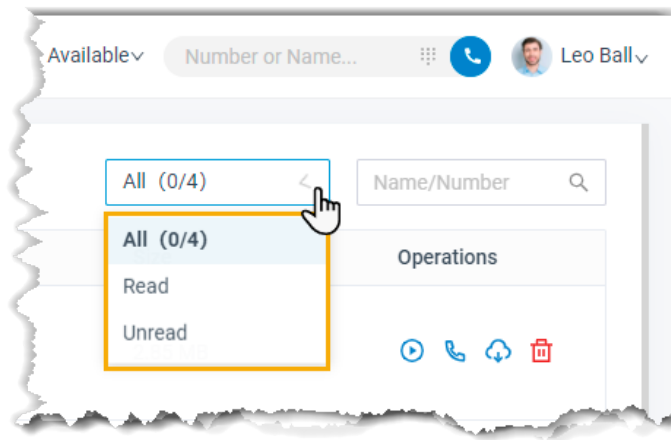 Available
Number or Name...
Leo Ball
All (0/4)
Name/Number
All (0/4)
Operations
Read
Unread